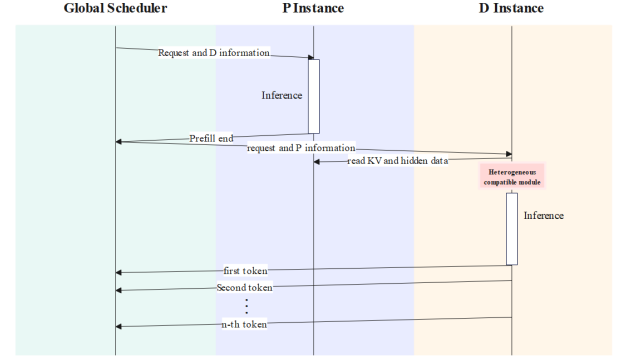 Global Scheduler
P Instance
D Instance
Request and D information
Inference
Prefill end
request and P information
read KV and hidden data
Heterogeneous
compatible module
Inference
first token
Second token
n-th token